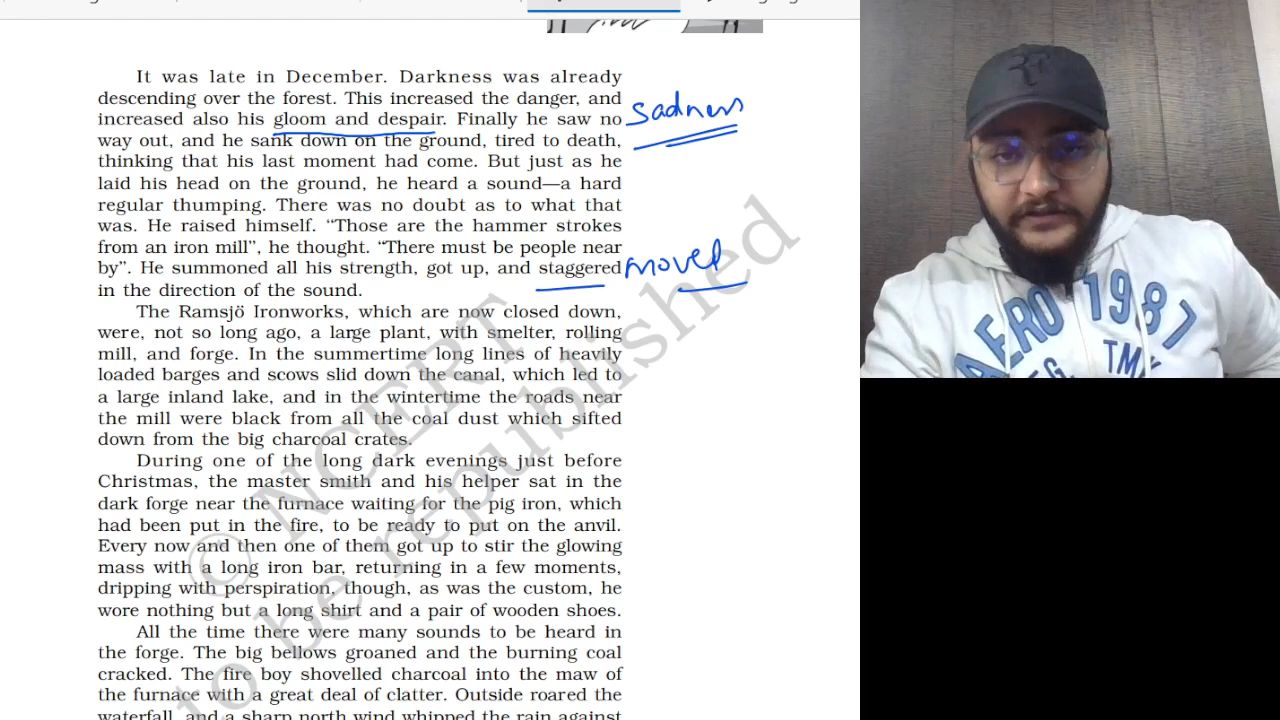 It was late in December. Darkness was already
descending over the forest. This increased the danger, and
increased also his gloom and despair. Finally he saw no
sadness
way out, and he sank down on the ground, tired to death,
thinking that his last moment had come. But just as he
laid his head on the ground, he heard a sound—a hard
regular thumping. There was no doubt as to what that
was. He raised himself. “Those are the hammer strokes
from an iron mill”, he thought. “There must be people near
by”. He summoned all his strength, got up, and staggered
moved
in the direction of the sound.
The Ramsjö Ironworks, which are now closed down,
were, not so long ago, a large plant, with smelter, rolling
mill, and forge. In the summertime long lines of heavily
loaded barges and scows slid down the canal, which led to
a large inland lake, and in the wintertime the roads near
the mill were black from all the coal dust which sifted
down from the big charcoal crates.
During one of the long dark evenings just before
Christmas, the master smith and his helper sat in the
dark forge near the furnace waiting for the pig iron, which
had been put in the fire, to be ready to put on the anvil.
Every now and then one of them got up to stir the glowing
mass with a long iron bar, returning in a few moments,
dripping with perspiration, though, as was the custom, he
wore nothing but a long shirt and a pair of wooden shoes.
All the time there were many sounds to be heard in
the forge. The big bellows groaned and the burning coal
cracked. The fire boy shovelled charcoal into the maw of
the furnace with a great deal of clatter. Outside roared the
waterfall, and a sharp north wind whipped the rain against
© NCERT
to be republished
RF
AERO 1987
TM